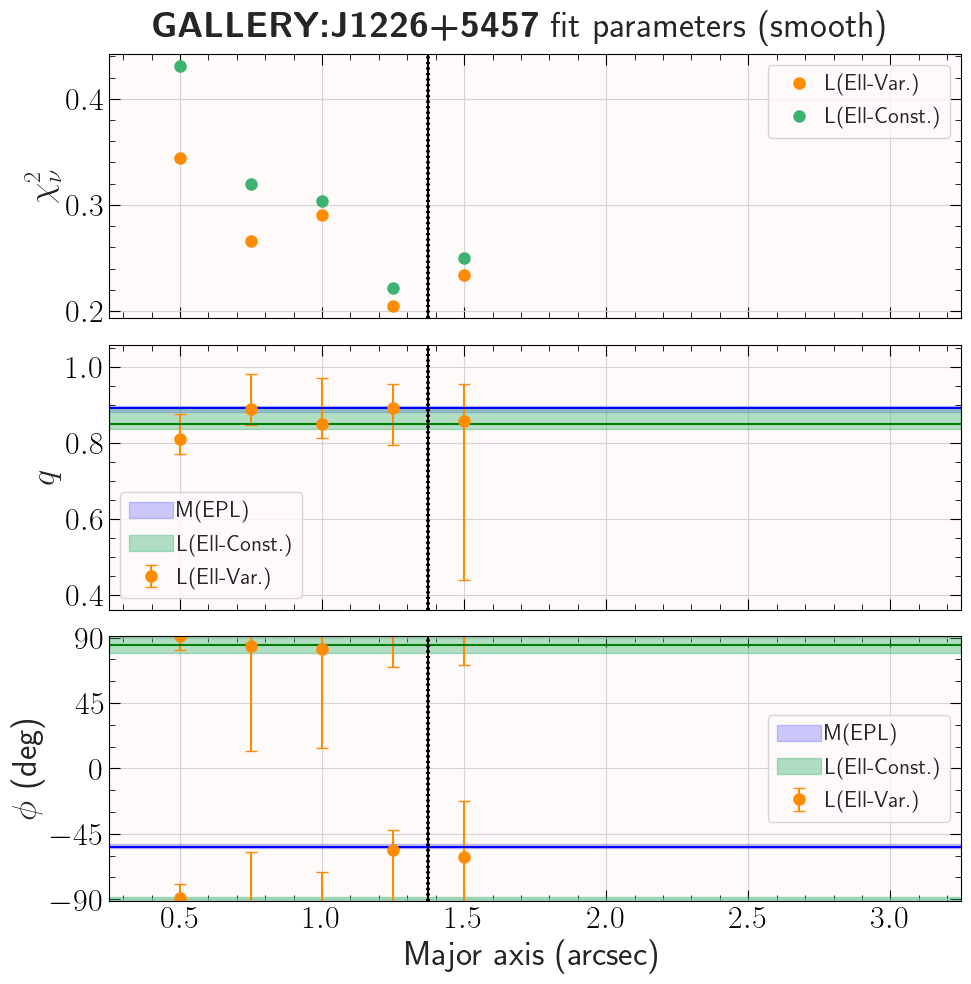 GALLERY:J1226+5457 fit parameters (smooth)
χ²ν
0.4
0.3
0.2
L(Ell-Var.)
L(Ell-Const.)
q
1.0
0.8
0.6
0.4
M(EPL)
L(Ell-Const.)
L(Ell-Var.)
ϕ (deg)
90
45
0
−45
−90
M(EPL)
L(Ell-Const.)
L(Ell-Var.)
0.5 1.0 1.5 2.0 2.5 3.0
Major axis (arcsec)